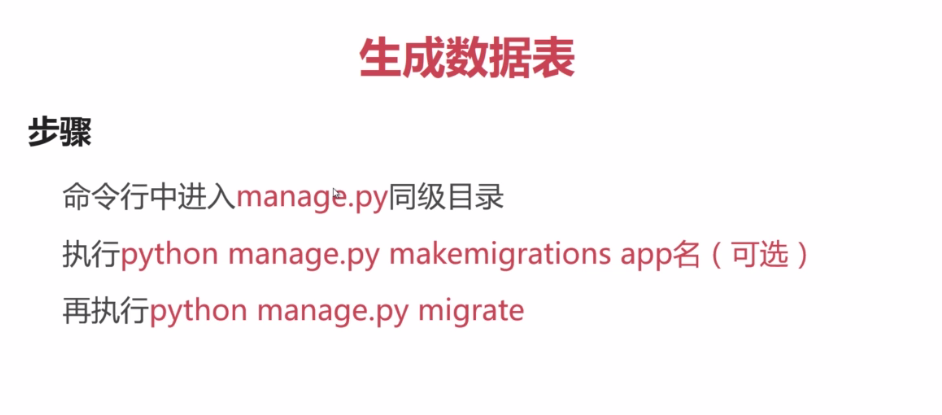 生成数据表
步骤
命令行中进入manage.py同级目录
执行python manage.py makemigrations app名（可选）
再执行python manage.py migrate